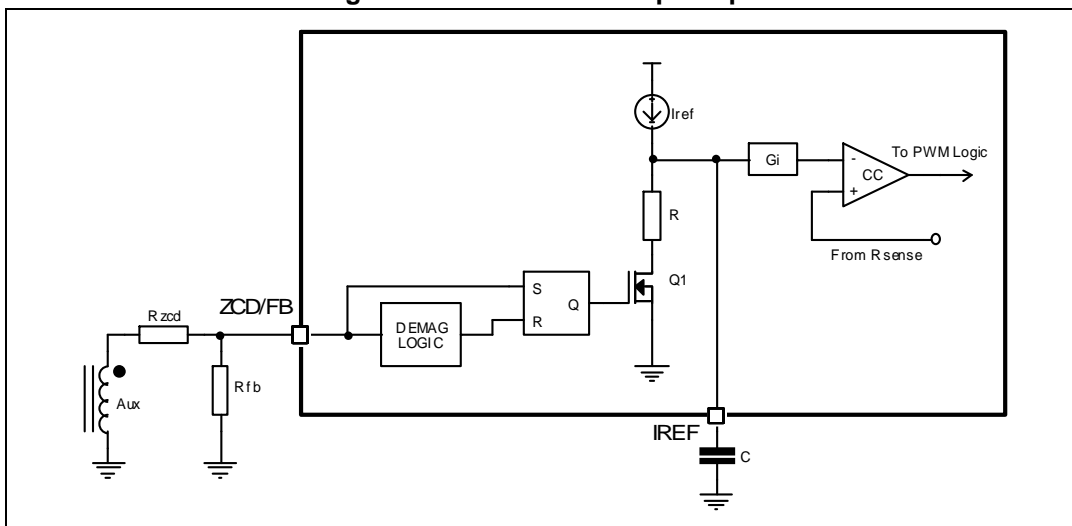 Iref
To PWM Logic
Gi
-
CC
+
R
From Rsense
Q1
S
Q
R
ZCD/FB
DEMAG
LOGIC
Rzcd
Rfb
Aux
IREF
C